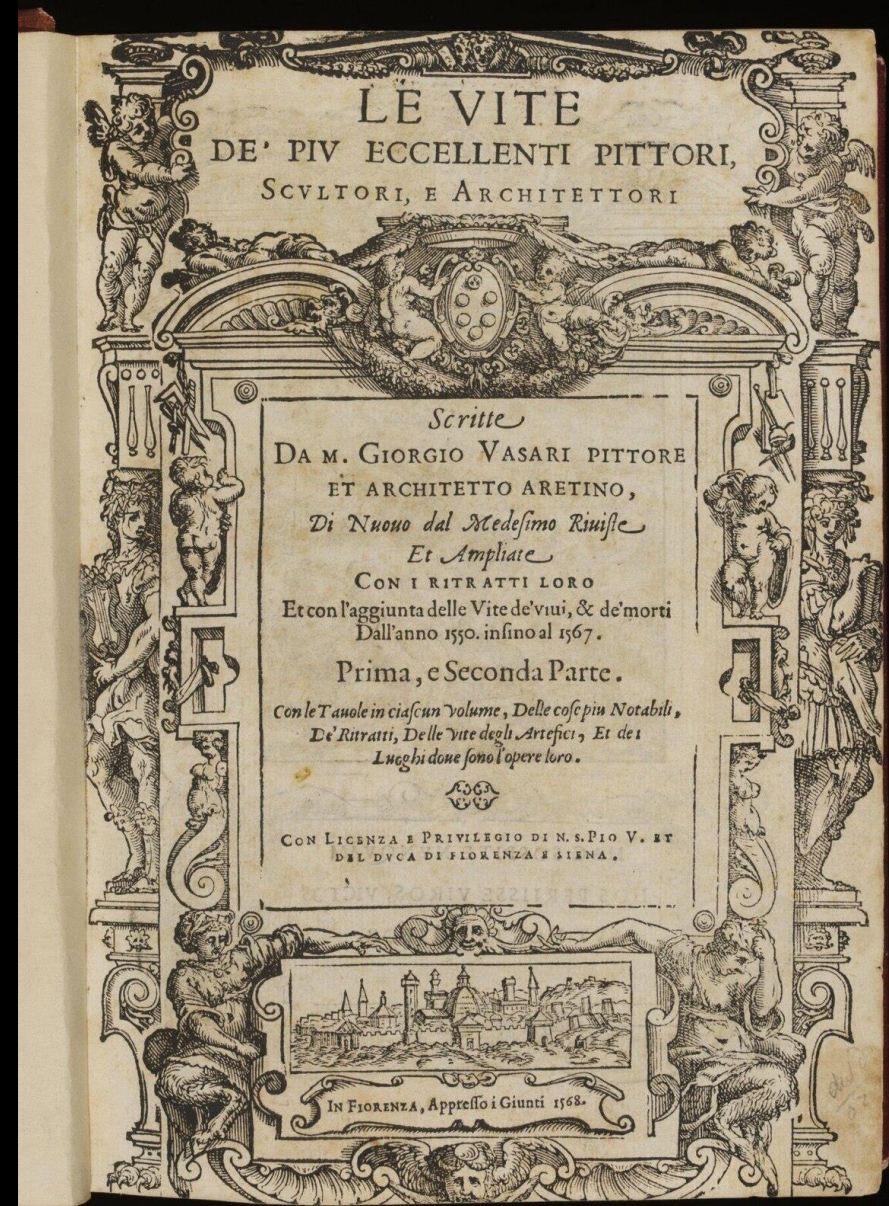 LE VITE
DE' PIV ECCELLENTI PITTORI,
SCVLTORI, E ARCHITETTORI
Scritte
DA M. GIORGIO VASARI PITTORE
ET ARCHITETTO ARETINO,
Di Nuouo dal Medeſimo Riuiſte
Et Ampliate
CON I RITRATTI LORO
Et con l'aggiunta delle Vite de'viui, & de'morti
Dall'anno 1550. inſino al 1567.
Prima, e Seconda Parte.
Con le Tauole in ciaſcun volume, Delle coſe piu Notabili,
De' Ritratti, Delle vite degli Artefici, Et dei
Luoghi doue ſono l'opere loro.
CON LICENZA E PRIVILEGIO DI N. S. PIO V. ET
DEL DVCA DI FIORENZA E SIENA.
IN FIORENZA, Appreſſo i Giunti 1568.